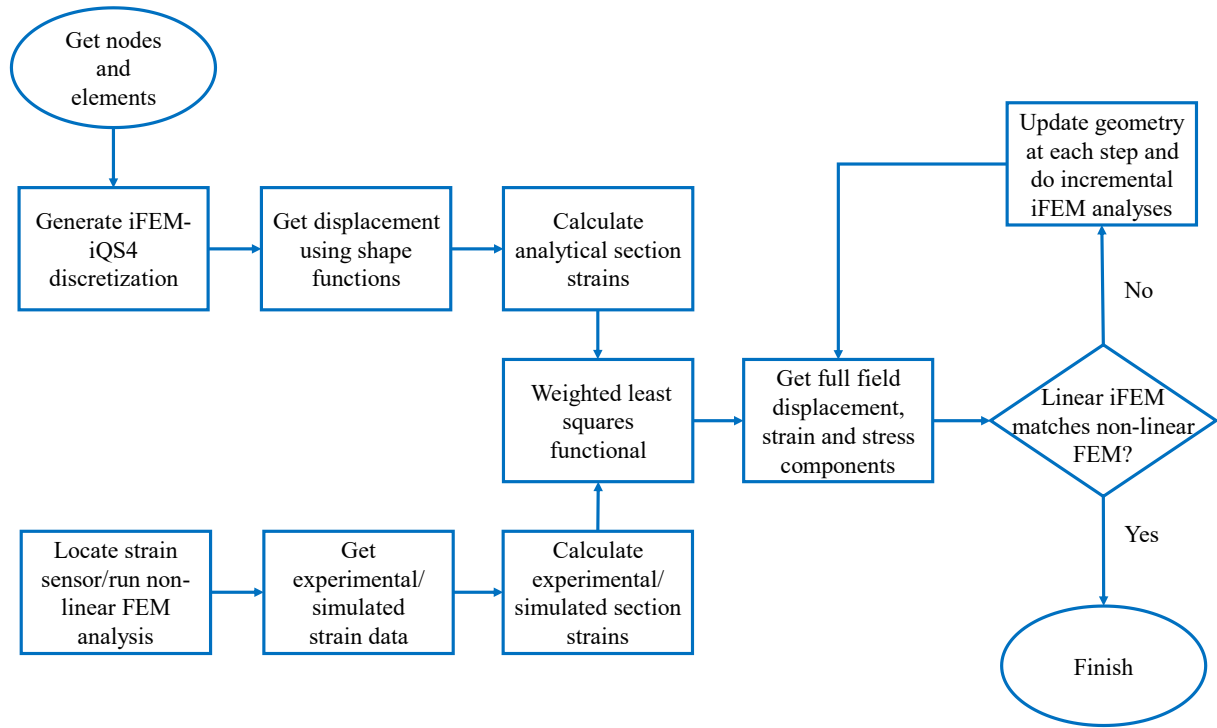 Get nodes
and
elements
Generate iFEM-
iQS4
discretization
Get displacement
using shape
functions
Calculate
analytical section
strains
Weighted least
squares
functional
Locate strain
sensor/run non-
linear FEM
analysis
Get
experimental/
simulated
strain data
Calculate
experimental/
simulated section
strains
Get full field
displacement,
strain and stress
components
Linear iFEM
matches non-linear
FEM?
No
Update geometry
at each step and
do incremental
iFEM analyses
Yes
Finish